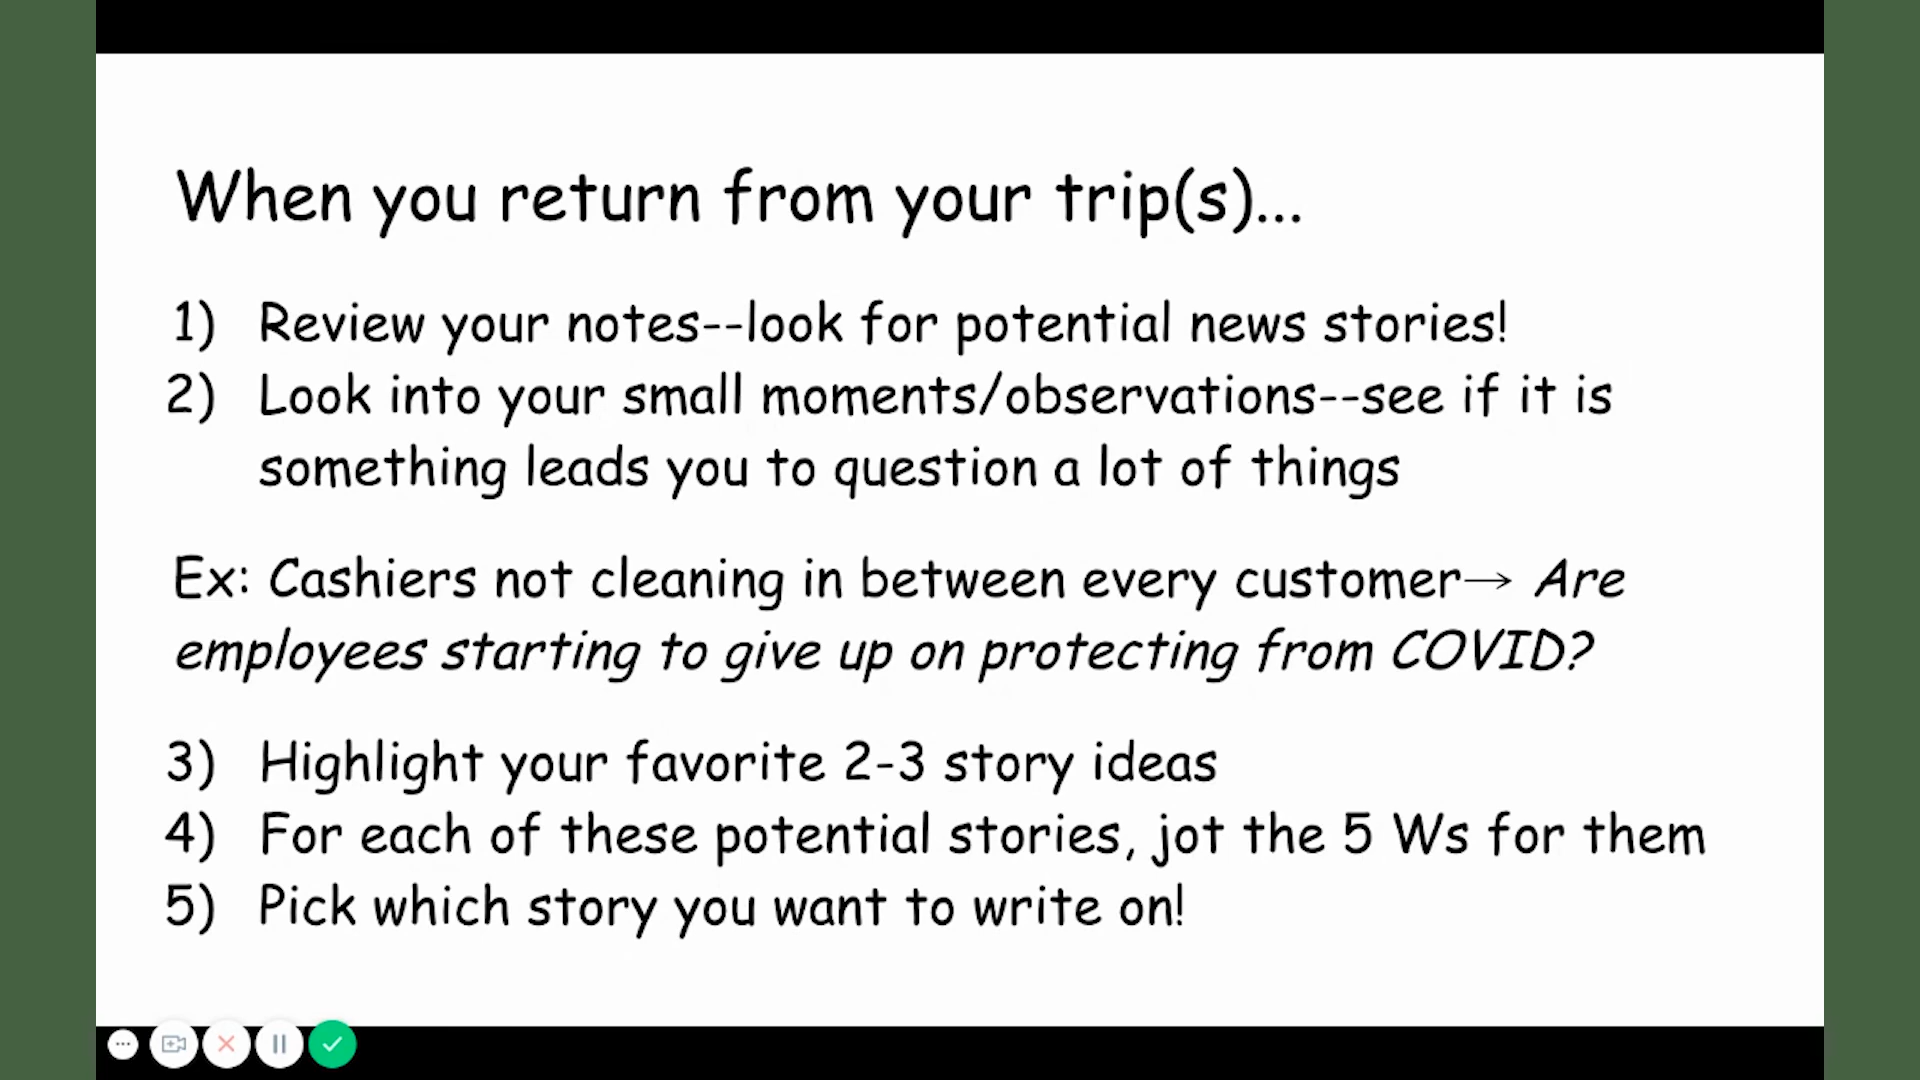 When you return from your trip(s)...
1) Review your notes--look for potential news stories!
2) Look into your small moments/observations--see if it is
something leads you to question a lot of things
Ex: Cashiers not cleaning in between every customer→ Are
employees starting to give up on protecting from COVID?
3) Highlight your favorite 2-3 story ideas
4) For each of these potential stories, jot the 5 Ws for them
5) Pick which story you want to write on!